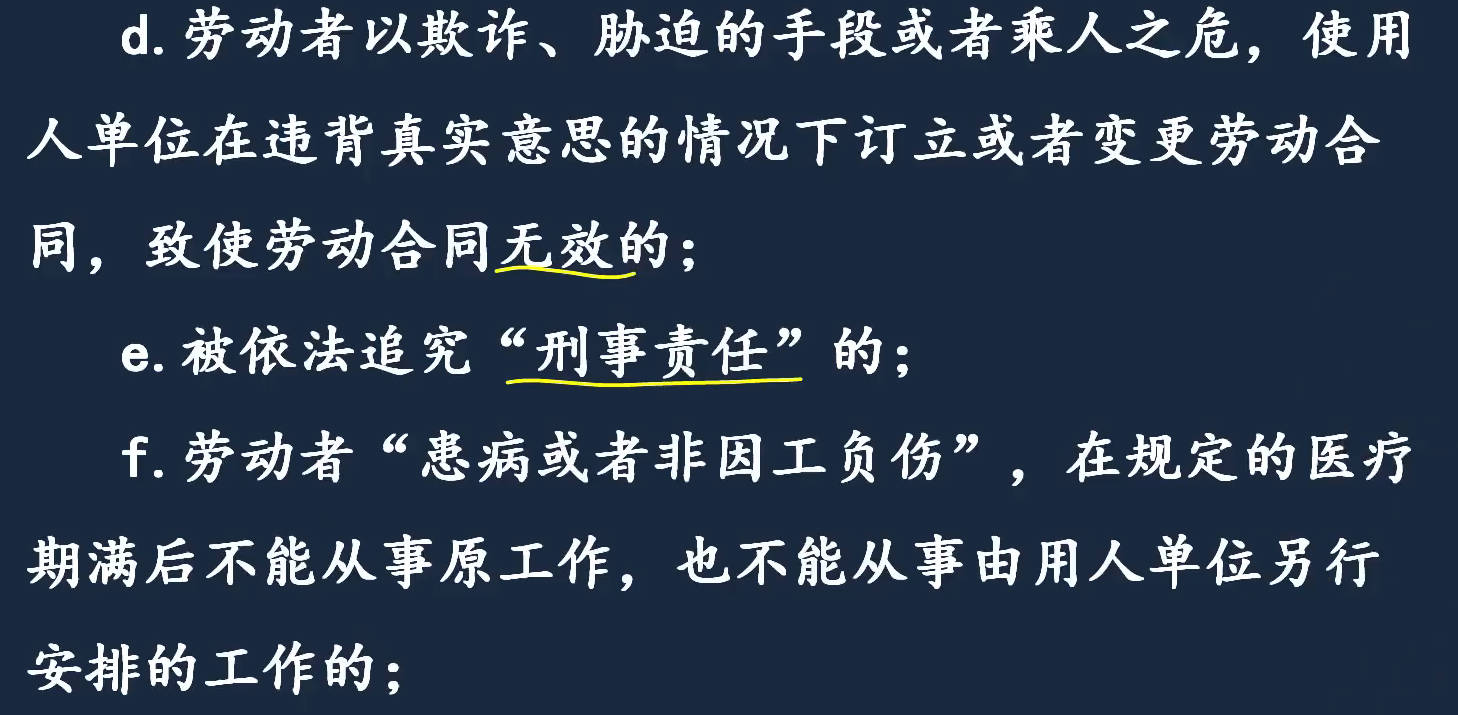 d.劳动者以欺诈、胁迫的手段或者乘人之危，使用
人单位在违背真实意思的情况下订立或者变更劳动合
同，致使劳动合同无效的；
e.被依法追究“刑事责任”的；
f.劳动者“患病或者非因工负伤”，在规定的医疗
期满后不能从事原工作，也不能从事由用人单位另行
安排的工作的；